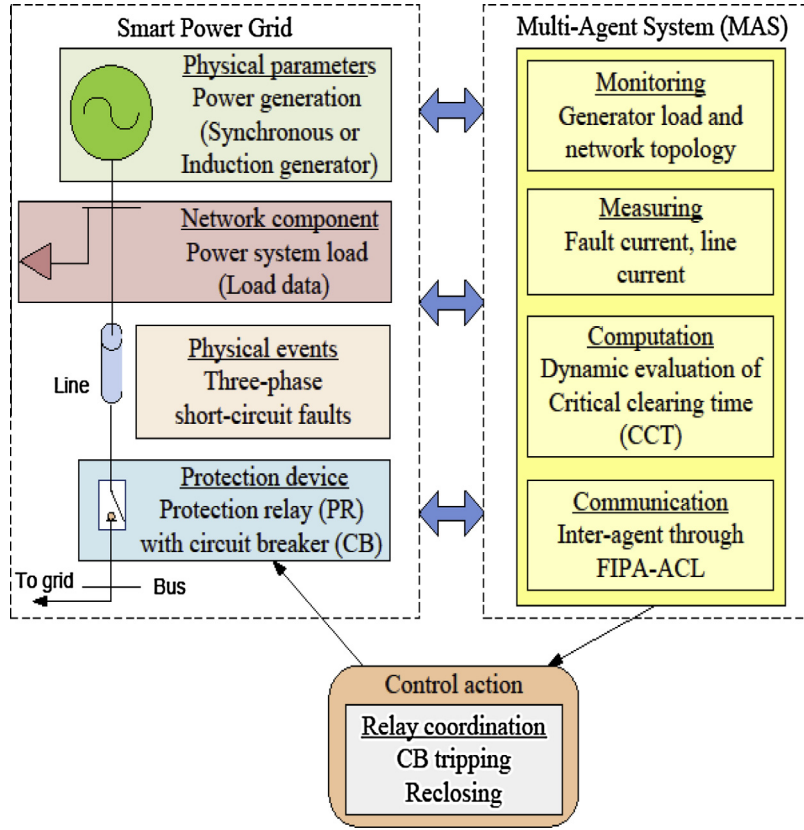 Smart Power Grid
Physical parameters
Power generation
(Synchronous or
Induction generator)
Network component
Power system load
(Load data)
Line
Physical events
Three-phase
short-circuit faults
Protection device
Protection relay (PR)
with circuit breaker (CB)
To grid
Bus
Multi-Agent System (MAS)
Monitoring
Generator load and
network topology
Measuring
Fault current, line
current
Computation
Dynamic evaluation of
Critical clearing time
(CCT)
Communication
Inter-agent through
FIPA-ACL
Control action
Relay coordination
CB tripping
Reclosing